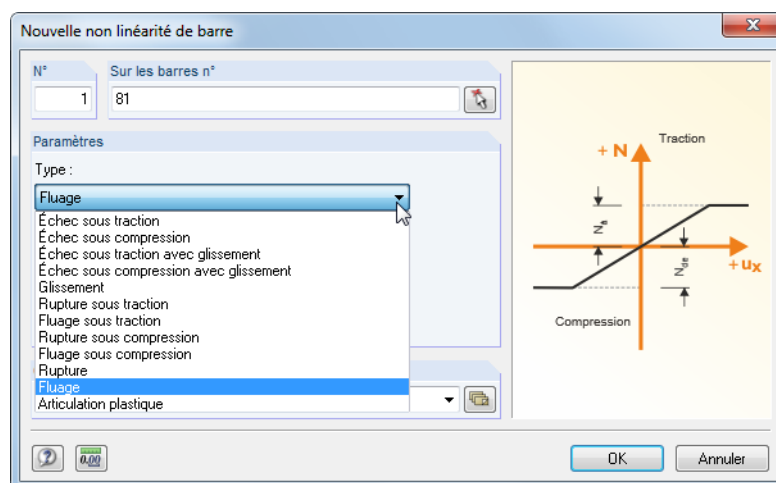 Nouvelle non linéarité de barre
N°
Sur les barres n°
1
81
Paramètres
Type :
Fluage
Échec sous traction
Échec sous compression
Échec sous traction avec glissement
Échec sous compression avec glissement
Glissement
Rupture sous traction
Fluage sous traction
Rupture sous compression
Fluage sous compression
Rupture
Fluage
Articulation plastique
+ N
Traction
+ux
Compression
0.00
OK
Annuler